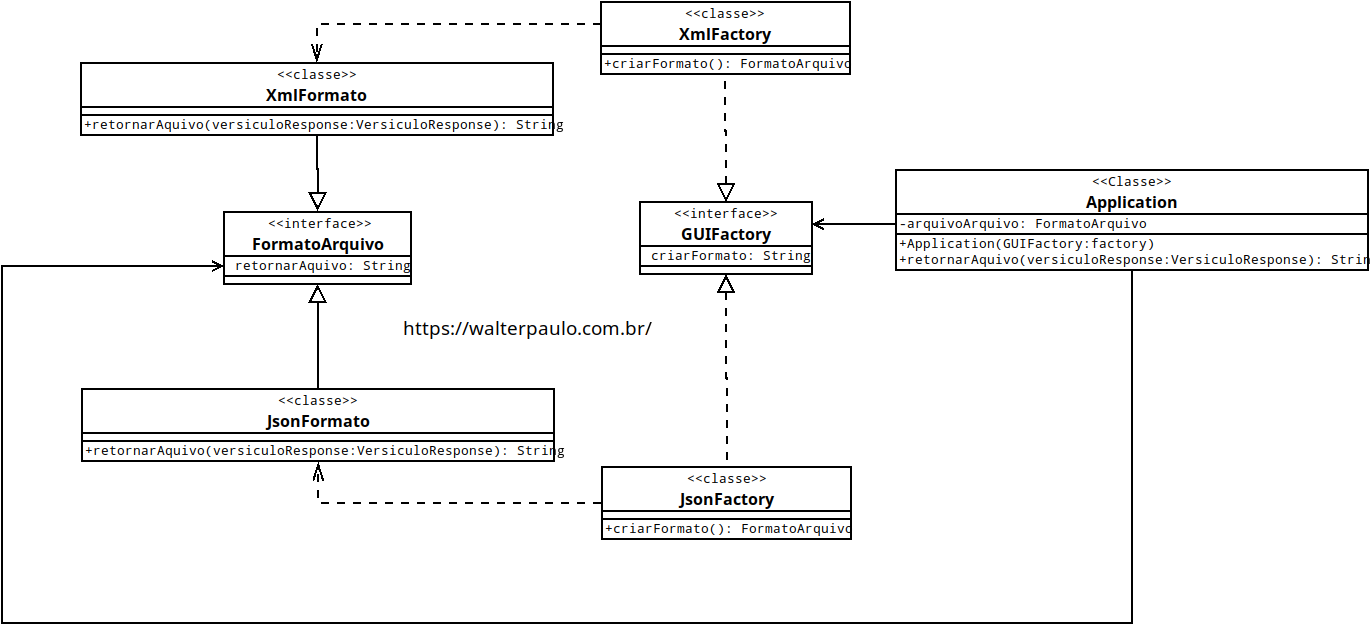 <<classe>>
XmlFactory
+criarFormato(): FormatoArquivo
<<classe>>
XmlFormato
+retornarAquivo(versiculoResponse:VersiculoResponse): String
<<interface>>
FormatoArquivo
retornarAquivo: String
<<interface>>
GUIFactory
criarFormato: String
<<Classe>>
Application
-arquivoArquivo: FormatoArquivo
+Application(GUIFactory:factory)
+retornarAquivo(versiculoResponse:VersiculoResponse): Strin
https://walterpaulo.com.br/
<<classe>>
JsonFormato
+retornarAquivo(versiculoResponse:VersiculoResponse): String
<<classe>>
JsonFactory
+criarFormato(): FormatoArquivo